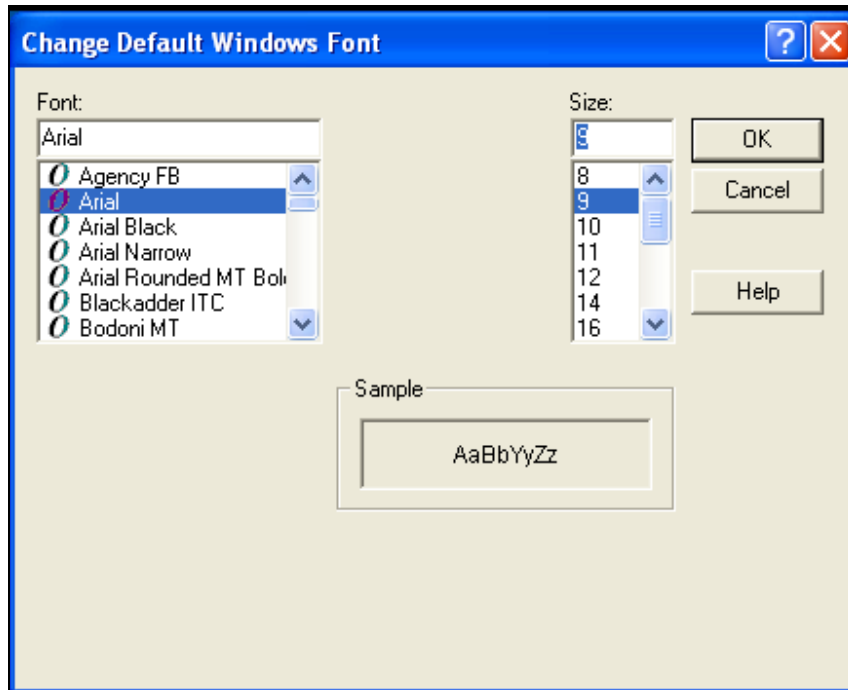 Change Default Windows Font
Font:
Arial
Agency FB
Arial
Arial Black
Arial Narrow
Arial Rounded MT Bol
Blackadder ITC
Bodoni MT
Size:
9
8
9
10
11
12
14
16
OK
Cancel
Help
Sample
AaBbYyZz